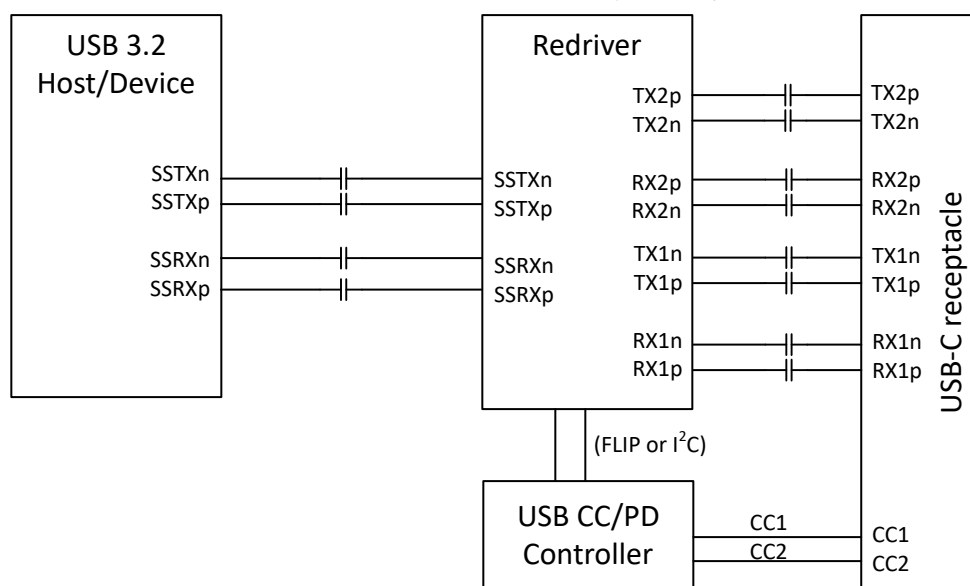 USB 3.2
Host/Device
SSTXn
SSTXp
SSRXn
SSRXp
Redriver
SSTXn
SSTXp
SSRXn
SSRXp
TX2p
TX2n
RX2p
RX2n
TX1n
TX1p
RX1n
RX1p
TX2p
TX2n
RX2p
RX2n
TX1n
TX1p
RX1n
RX1p
USB-C receptacle
(FLIP or I²C)
USB CC/PD
Controller
CC1
CC2
CC1
CC2